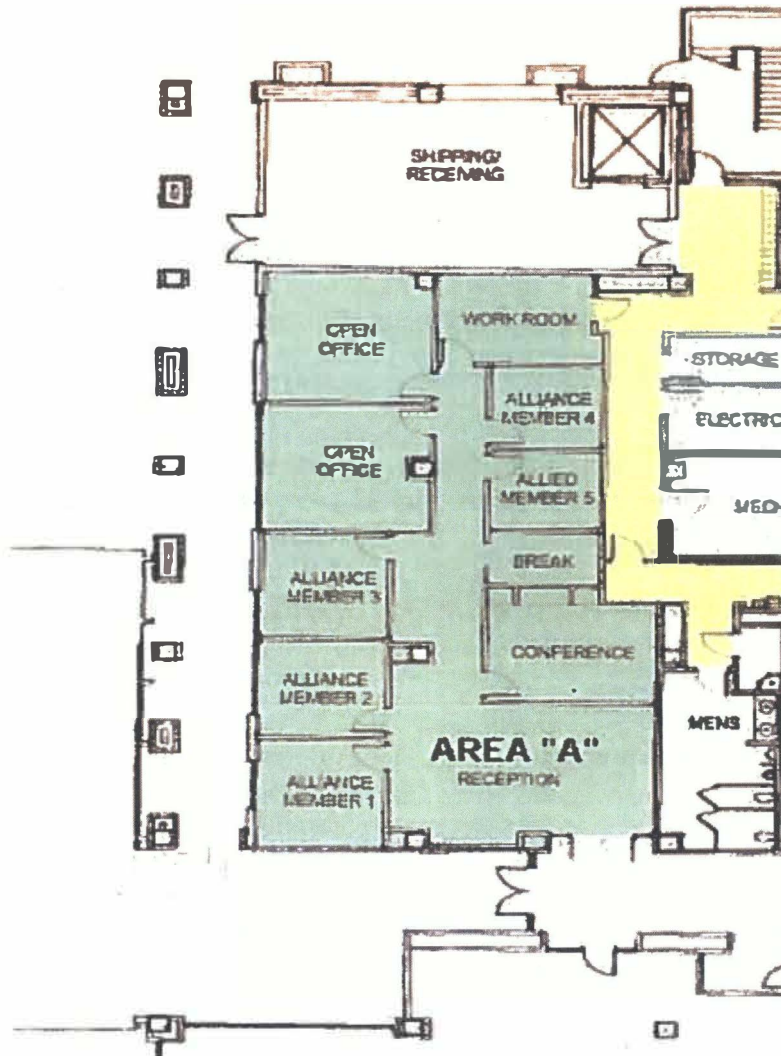 SHIPPING/
RECEIVING
OPEN
OFFICE
WORK ROOM
STORAGE
ALLIANCE
MEMBER 4
ELECTRIC
OPEN
OFFICE
ALLIED
MEMBER 5
MECH
BREAK
ALLIANCE
MEMBER 3
CONFERENCE
ALLIANCE
MEMBER 2
MENS
AREA "A"
RECEPTION
ALLIANCE
MEMBER 1